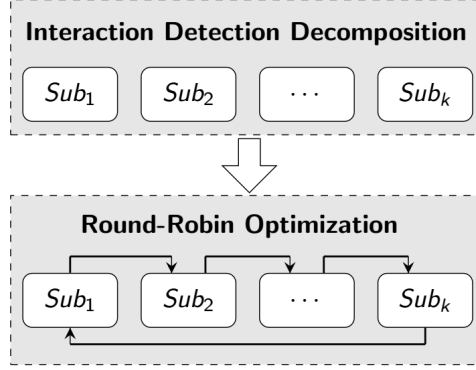 Interaction Detection Decomposition
Sub₁ Sub₂ · · · Subₖ
Round-Robin Optimization
Sub₁ Sub₂ · · · Subₖ